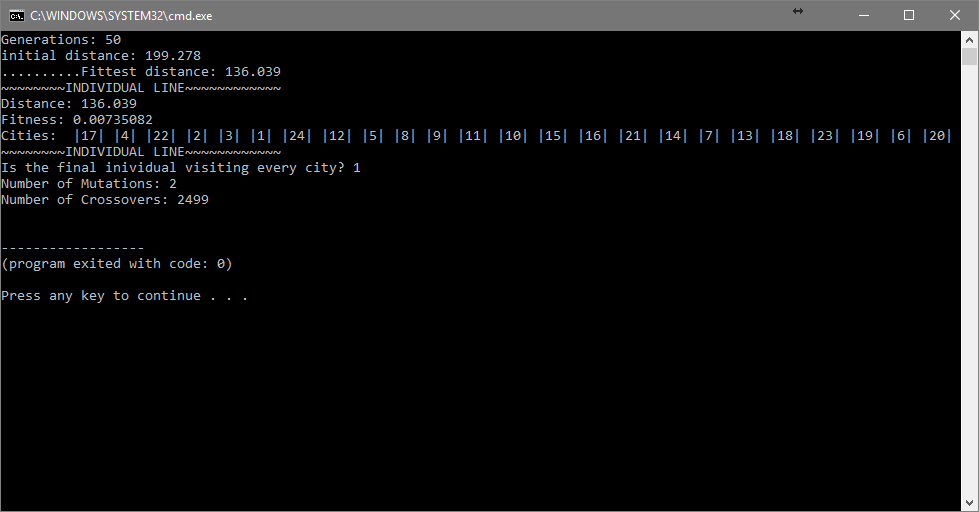 C:\WINDOWS\SYSTEM32\cmd.exe
Generations: 50
initial distance: 199.278
..........Fittest distance: 136.039
~~~~~~~~INDIVIDUAL LINE~~~~~~~~~~~~
Distance: 136.039
Fitness: 0.00735082
Cities:  |17| |4| |22| |2| |3| |1| |24| |12| |5| |8| |9| |11| |10| |15| |16| |21| |14| |7| |13| |18| |23| |19| |6| |20|
~~~~~~~~INDIVIDUAL LINE~~~~~~~~~~~~
Is the final inividual visiting every city? 1
Number of Mutations: 2
Number of Crossovers: 2499
------------------
(program exited with code: 0)
Press any key to continue . . .